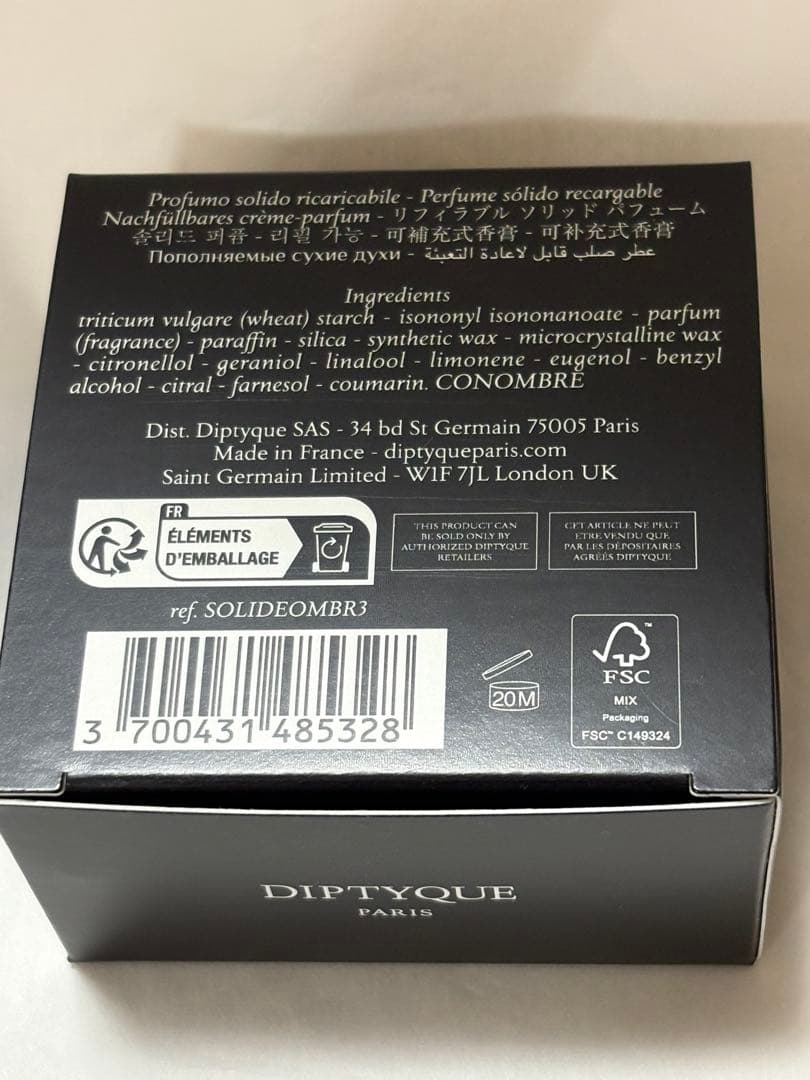 Profumo solido ricaricabile - Perfume sólido recargable
Nachfüllbares crème-parfum - リフィラブル ソリッド パフューム
솔리드 퍼퓸 - 리필 가능 - 可補充式香膏 - 可补充式香膏
Пополняемые сухие духи - عطر صلب قابل لاعادة التعبئة
Ingredients
triticum vulgare (wheat) starch - isononyl isononanoate - parfum
(fragrance) - paraffin - silica - synthetic wax - microcrystalline wax
- citronellol - geraniol - linalool - limonene - eugenol - benzyl
alcohol - citral - farnesol - coumarin. CONOMBRE
Dist. Diptyque SAS - 34 bd St Germain 75005 Paris
Made in France - diptyqueparis.com
Saint Germain Limited - W1F 7JL London UK
FR
ÉLÉMENTS
D'EMBALLAGE
THIS PRODUCT CAN
BE SOLD ONLY BY
AUTHORIZED DIPTYQUE
RETAILERS
CET ARTICLE NE PEUT
ETRE VENDU QUE
PAR LES DÉPOSITAIRES
AGRÉÉS DIPTYQUE
ref. SOLIDEOMBR3
3 700431 485328
20M
FSC™
MIX
Packaging
FSC™ C149324
DIPTYQUE
PARIS